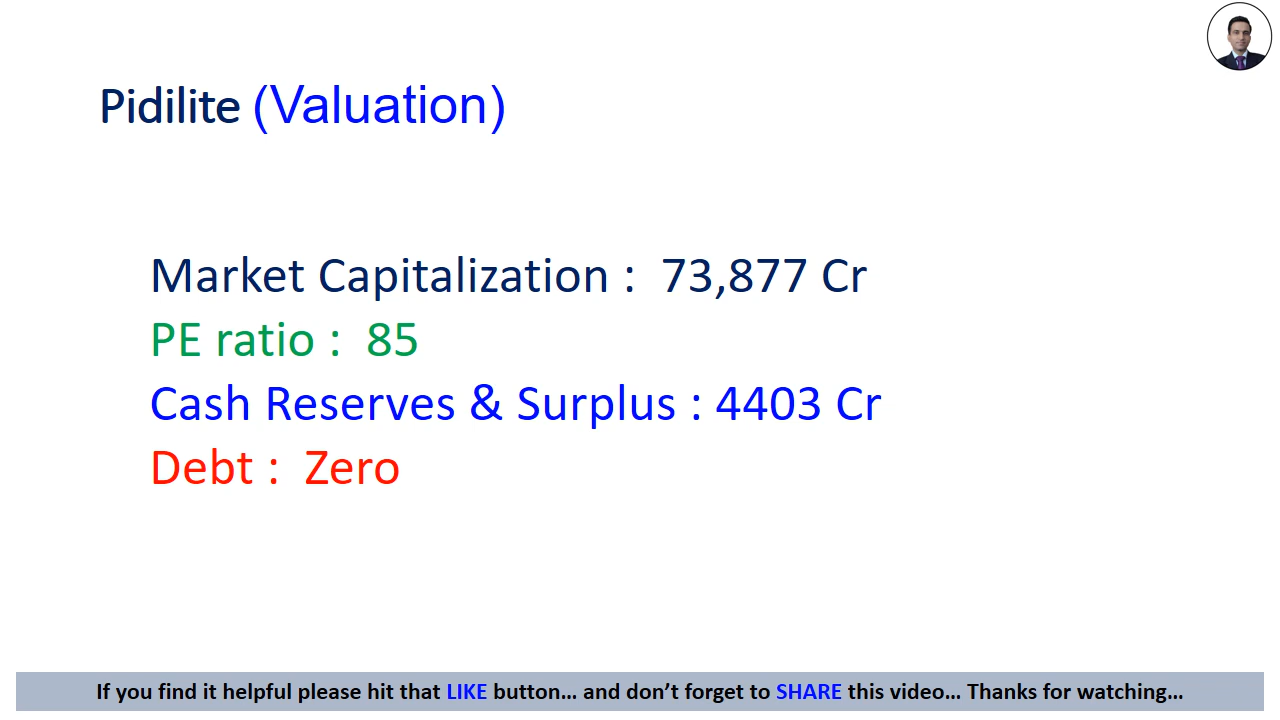 Pidilite (Valuation)
Market Capitalization :  73,877 Cr
PE ratio :  85
Cash Reserves & Surplus : 4403 Cr
Debt :  Zero
If you find it helpful please hit that LIKE button... and don't forget to SHARE this video... Thanks for watching...